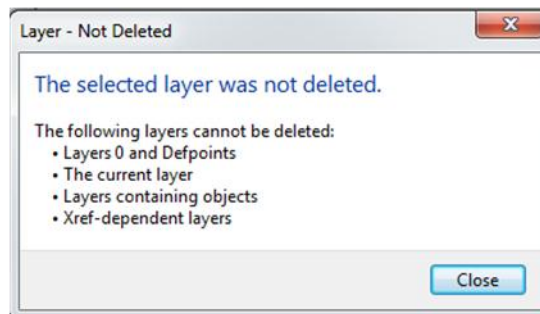 Layer - Not Deleted
The selected layer was not deleted.
The following layers cannot be deleted:
• Layers 0 and Defpoints
• The current layer
• Layers containing objects
• Xref-dependent layers
Close